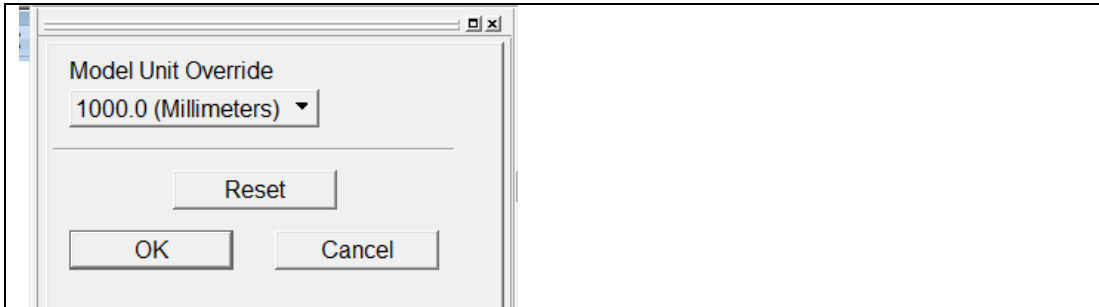 Model Unit Override
1000.0 (Millimeters)
Reset
OK
Cancel